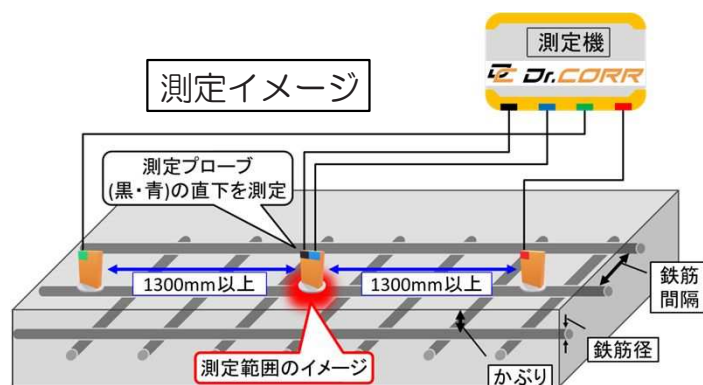 測定機
Dr.CORR
測定イメージ
測定プローブ
(黒・青)の直下を測定
1300mm以上
1300mm以上
鉄筋
間隔
測定範囲のイメージ
かぶり
鉄筋径